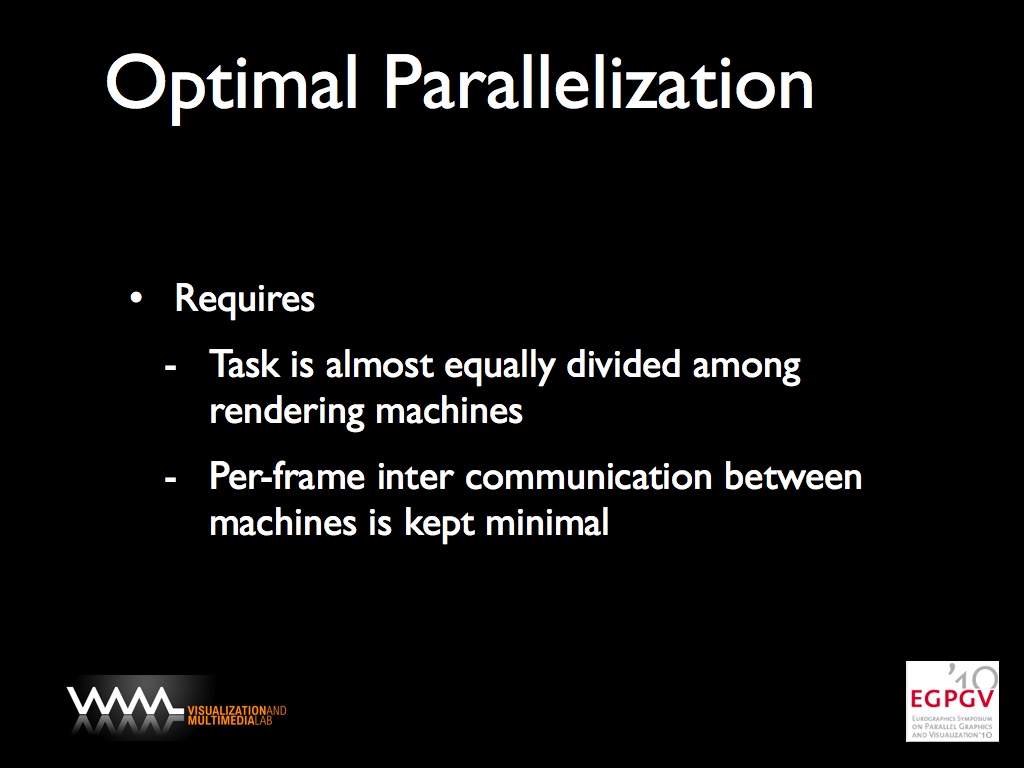 Optimal Parallelization
• Requires
- Task is almost equally divided among
rendering machines
- Per-frame inter communication between
machines is kept minimal
VISUALIZATIONAND
MULTIMEDIALAB
'10
EGPGV
EUROGRAPHICS SYMPOSIUM
ON PARALLEL GRAPHICS
AND VISUALIZATION'10